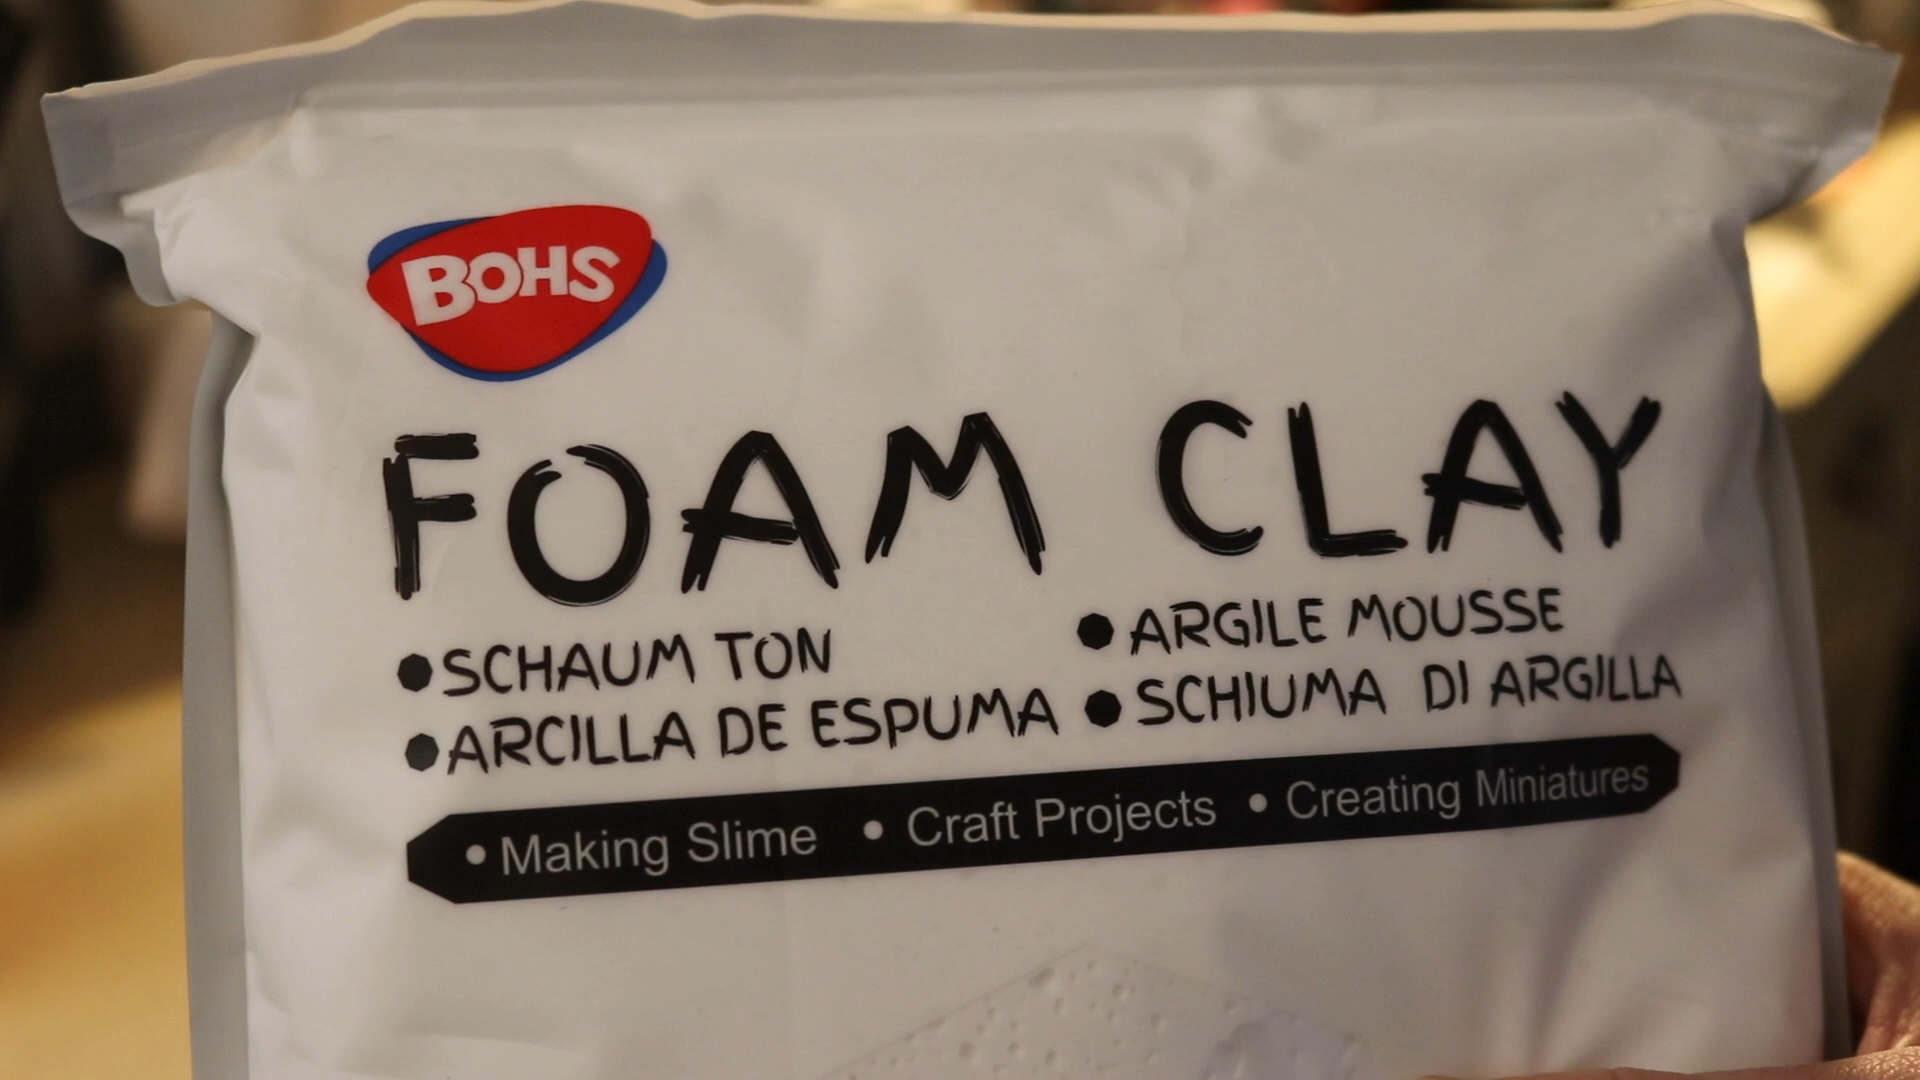 BOHS
FOAM CLAY
●SCHAUM TON
●ARCILLA DE ESPUMA
●ARGILE MOUSSE
●SCHIUMA DI ARGILLA
• Making Slime • Craft Projects • Creating Miniatures